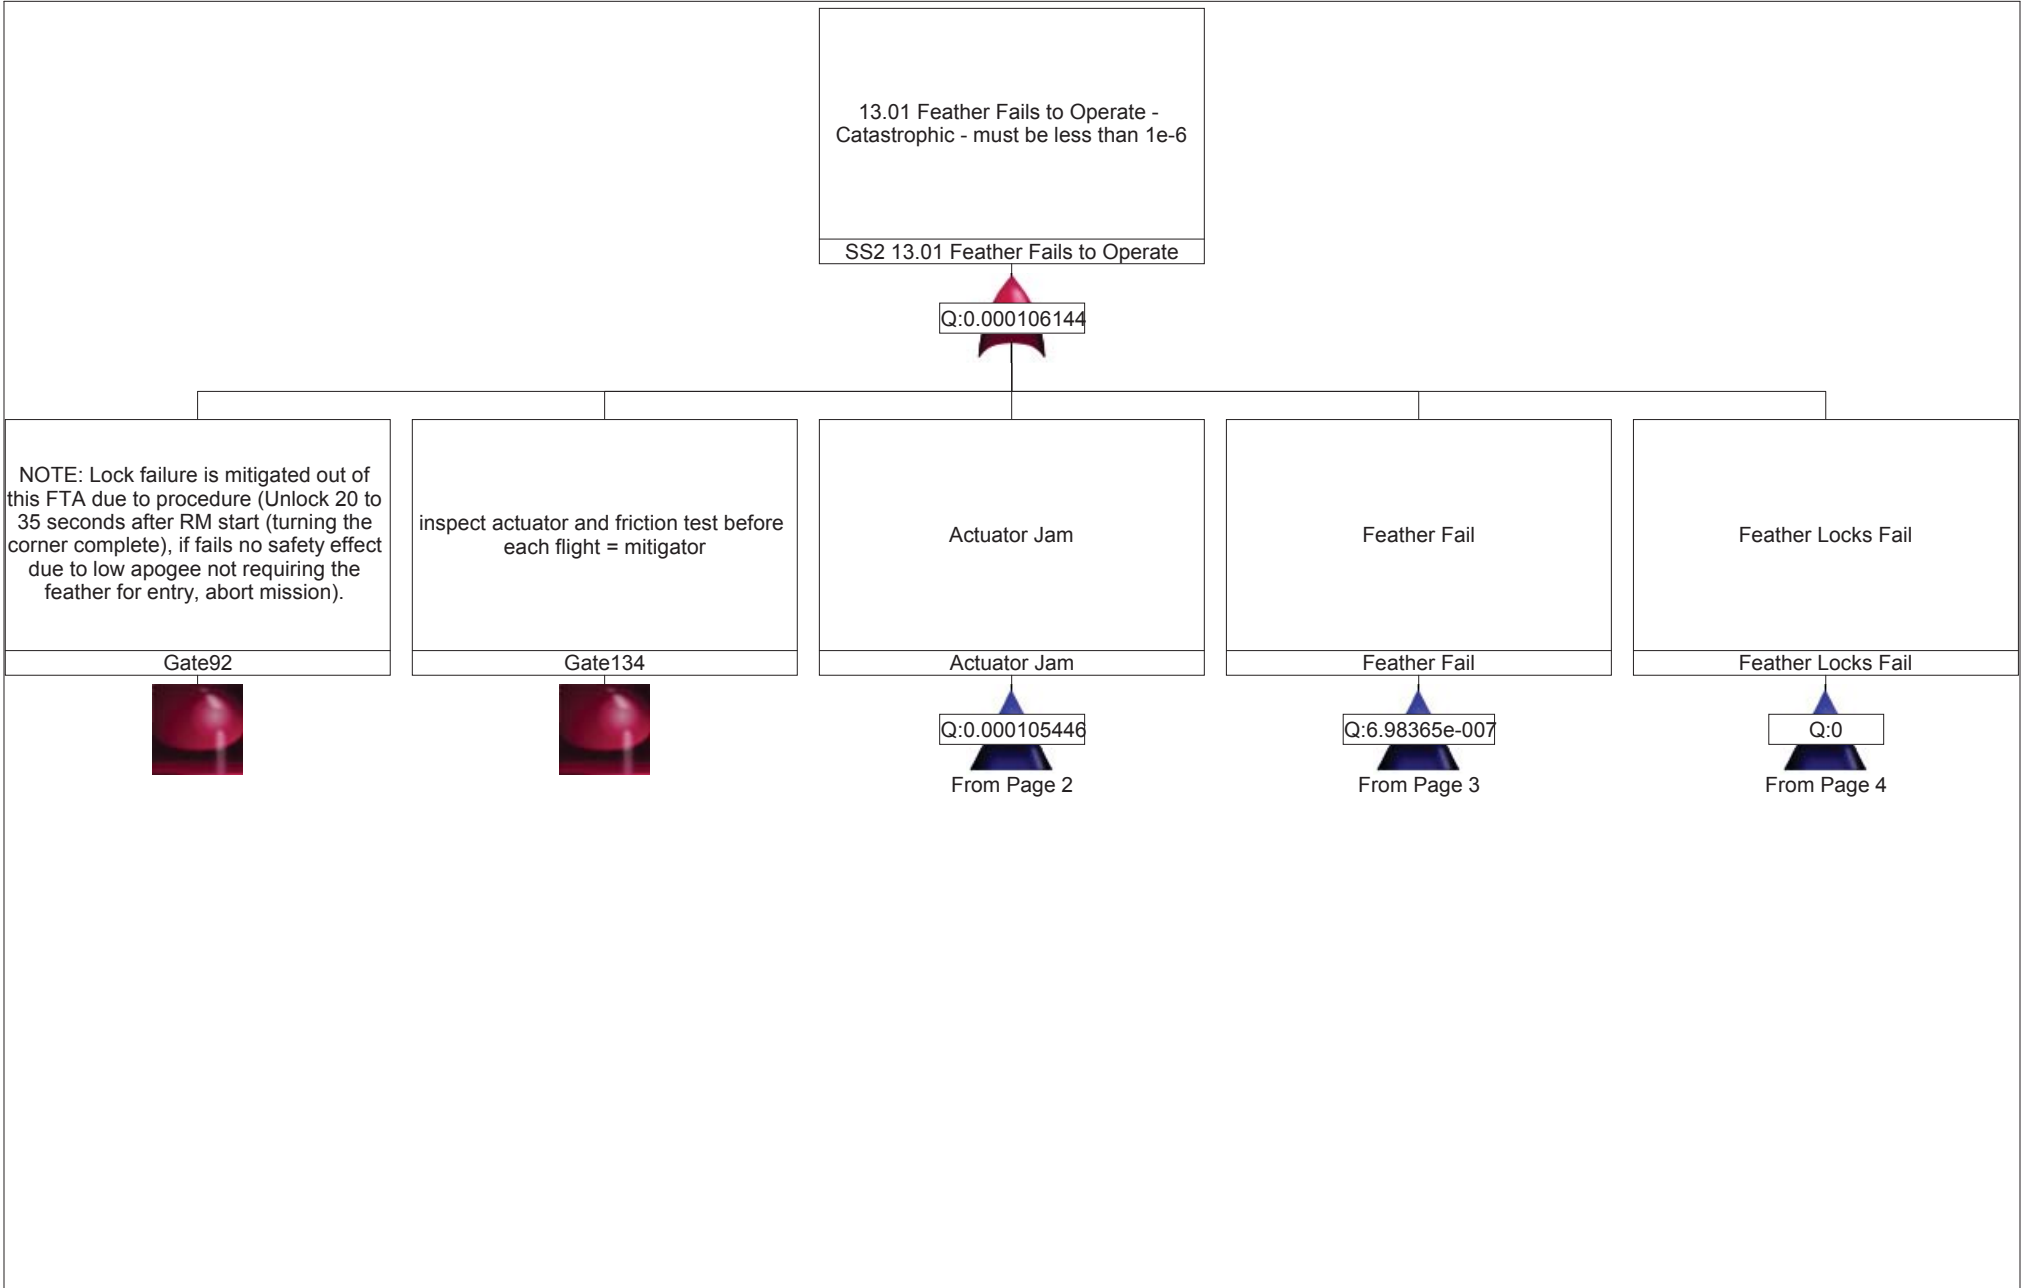 13.01 Feather Fails to Operate -
Catastrophic - must be less than 1e-6
SS2 13.01 Feather Fails to Operate
Q:0.000106144
NOTE: Lock failure is mitigated out of
this FTA due to procedure (Unlock 20 to
35 seconds after RM start (turning the
corner complete), if fails no safety effect
due to low apogee not requiring the
feather for entry, abort mission).
Gate92
inspect actuator and friction test before
each flight = mitigator
Gate134
Actuator Jam
Actuator Jam
Q:0.000105446
From Page 2
Feather Fail
Feather Fail
Q:6.98365e-007
From Page 3
Feather Locks Fail
Feather Locks Fail
Q:0
From Page 4